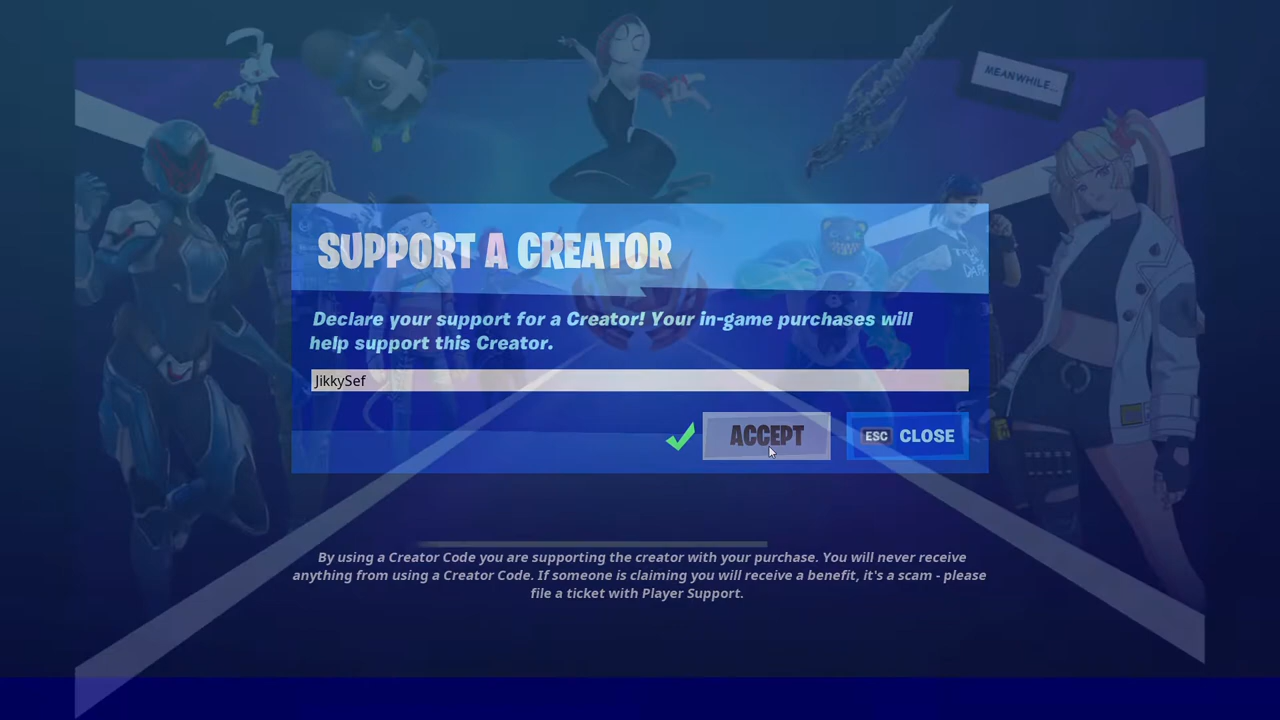 MEANWHILE...
SUPPORT A CREATOR
Declare your support for a Creator! Your in-game purchases will
help support this Creator.
JikkySef
ACCEPT
ESC CLOSE
By using a Creator Code you are supporting the creator with your purchase. You will never receive
anything from using a Creator Code. If someone is claiming you will receive a benefit, it's a scam - please
file a ticket with Player Support.